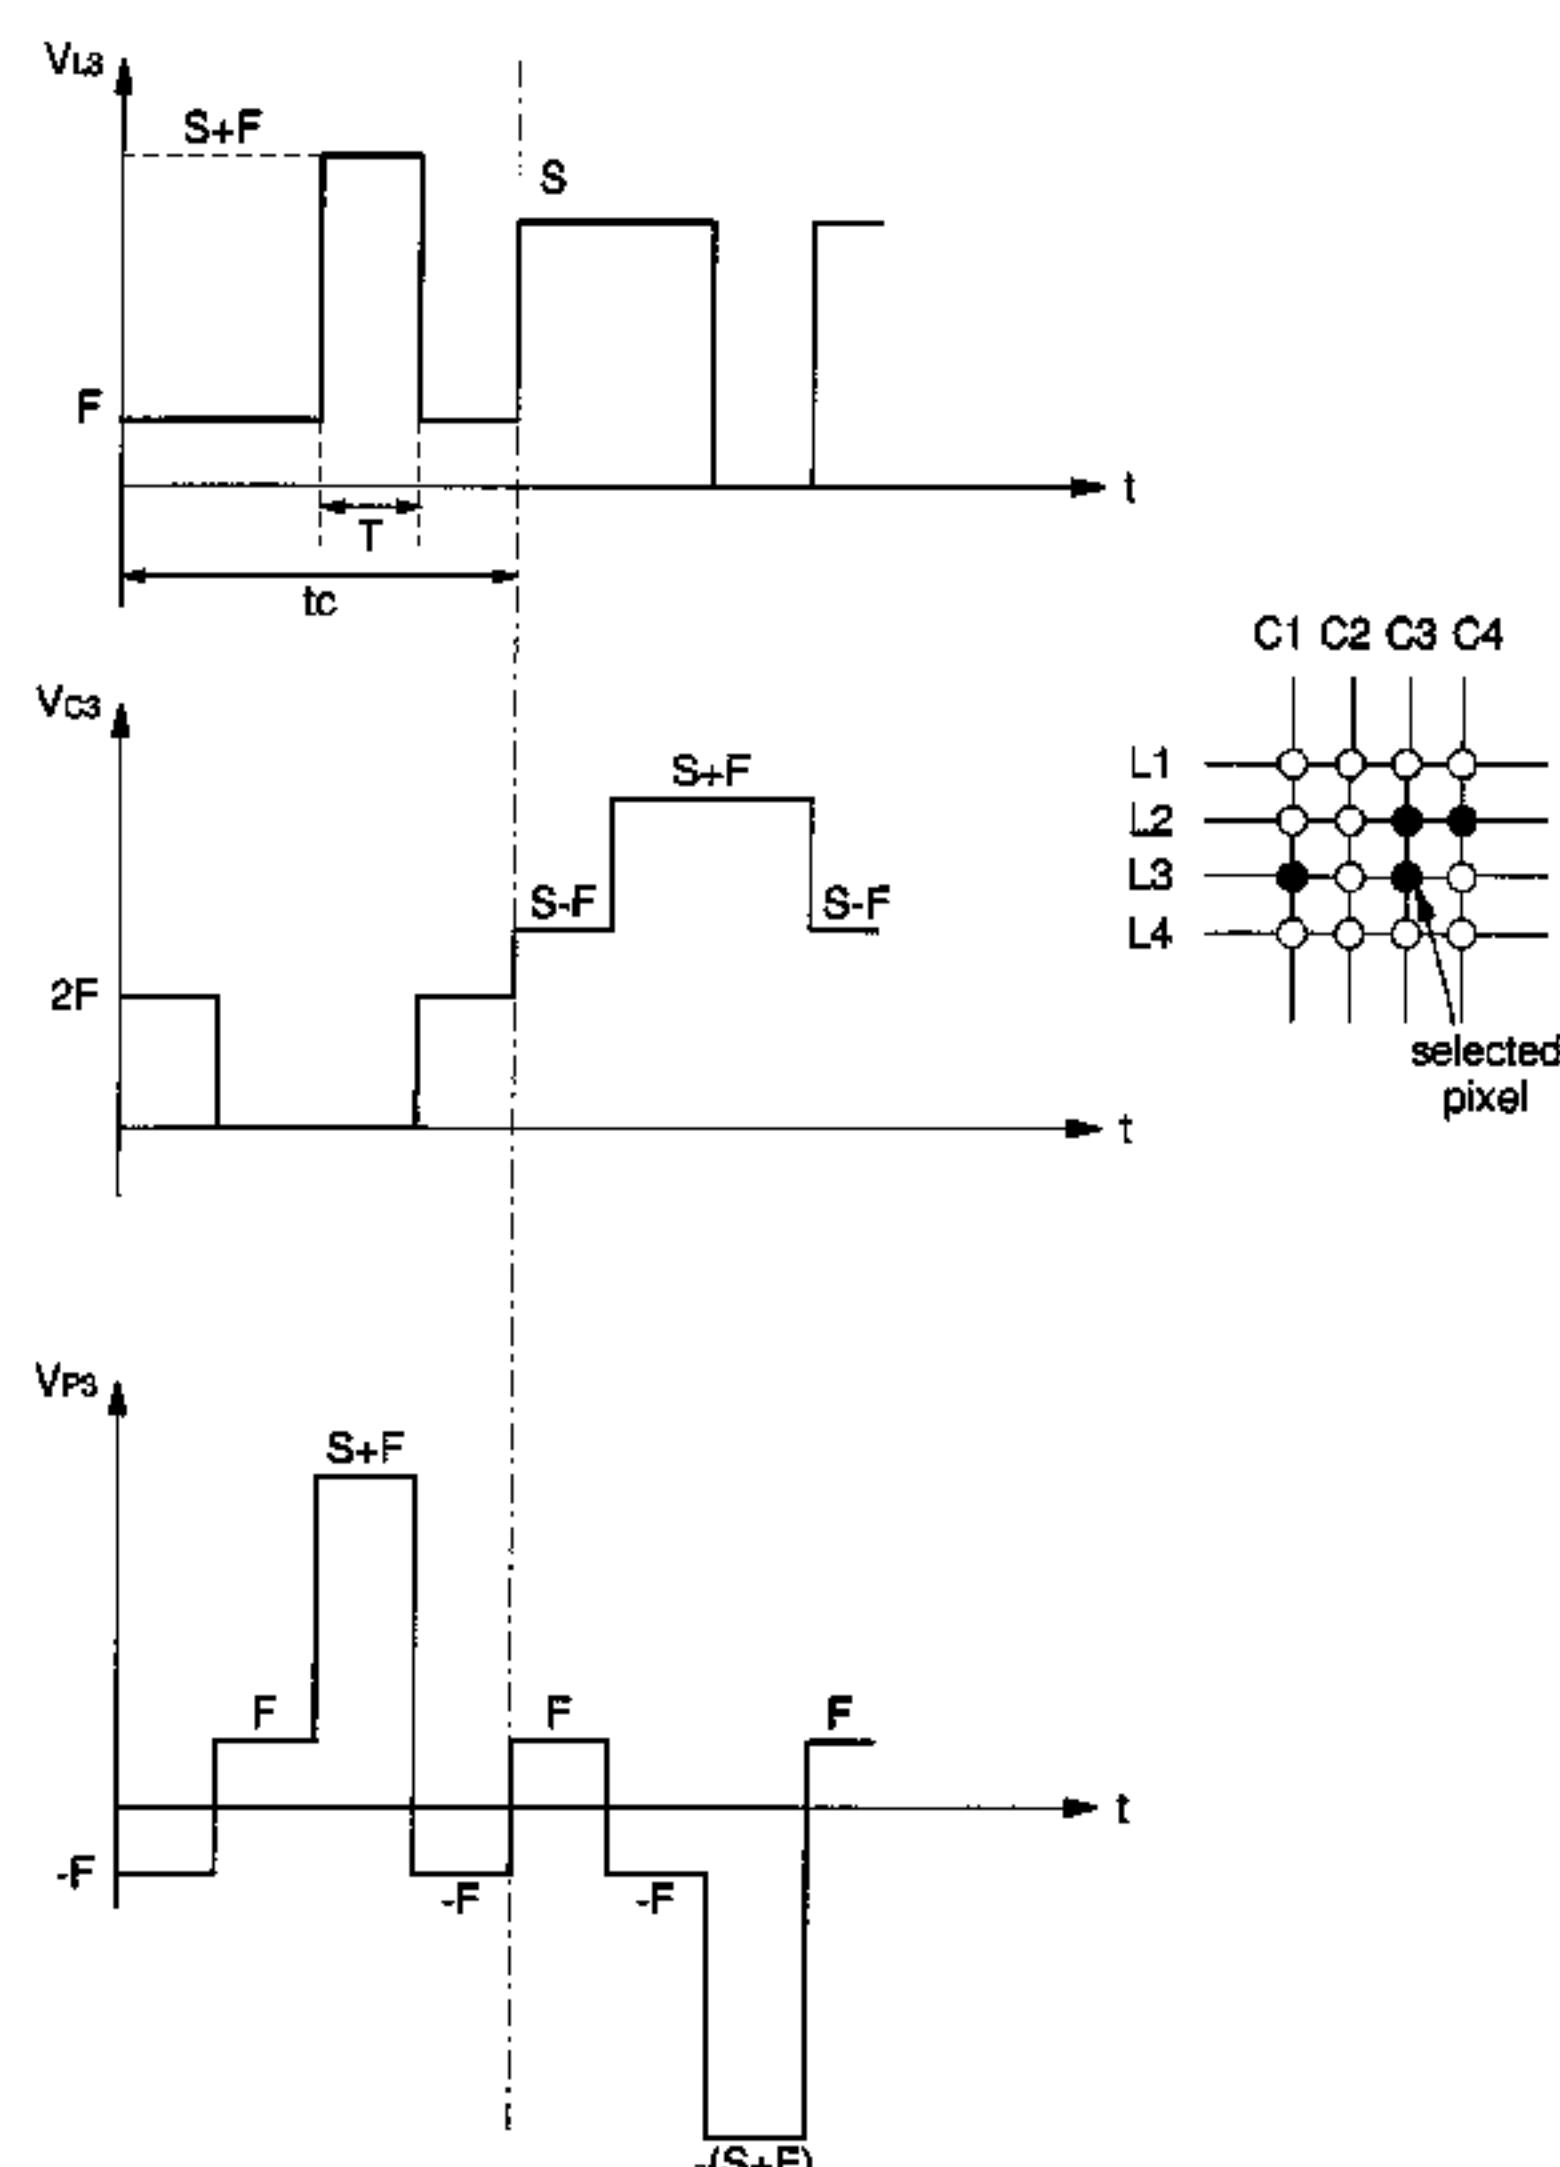 VL3
S+F
S
F
t
T
tc
C1 C2 C3 C4
VC3
S+F
L1
L2
S-F
S-F
L3
L4
2F
selected
pixel
t
VP3
S+F
F
F
F
t
-F
-F
-F
-(S+F)